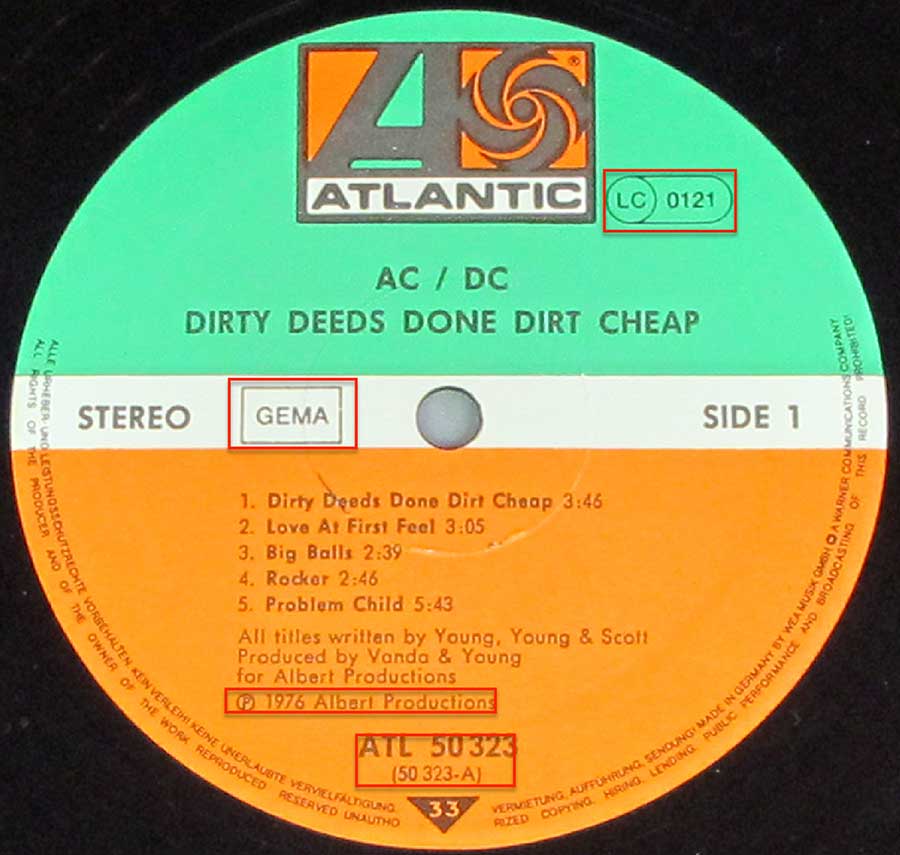 ATLANTIC
®
LC 0121
AC / DC
DIRTY DEEDS DONE DIRT CHEAP
STEREO
GEMA
SIDE 1
1. Dirty Deeds Done Dirt Cheap 3:46
2. Love At First Feel 3:05
3. Big Balls 2:39
4. Rocker 2:46
5. Problem Child 5:43
All titles written by Young, Young & Scott
Produced by Vanda & Young
for Albert Productions
℗ 1976 Albert Productions
ATL 50 323
(50 323-A)
33
ALLE URHEBER- UND LEISTUNGSSCHUTZRECHTE VORBEHALTEN. KEIN VERLEIH! KEINE UNERLAUBTE VERVIELFÄLTIGUNG, VERMIETUNG, AUFFÜHRUNG, SENDUNG! MADE IN GERMANY BY WEA MUSIK GMBH A WARNER COMMUNICATIONS COMPANY
ALL RIGHTS OF THE PRODUCER AND OF THE OWNER OF THE WORK REPRODUCED RESERVED UNAUTHORIZED COPYING, HIRING, LENDING, PUBLIC PERFORMANCE AND BROADCASTING OF THIS RECORD PROHIBITED!